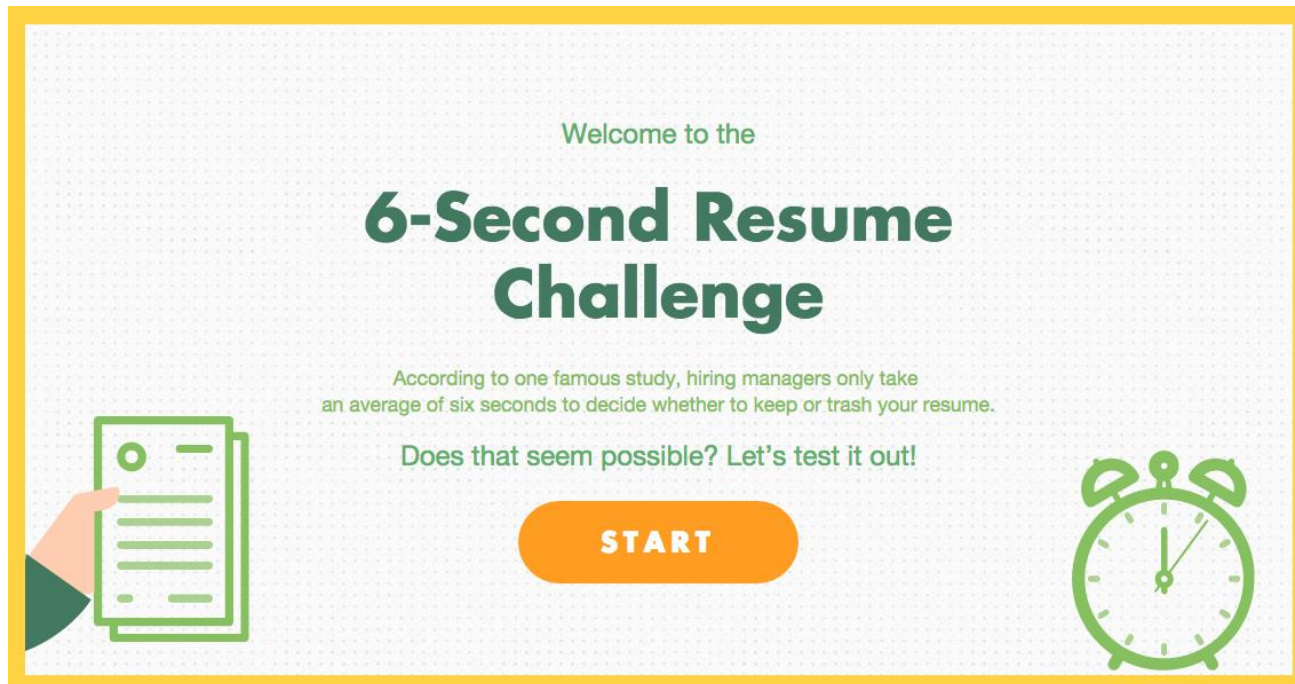 Welcome to the
6-Second Resume
Challenge
According to one famous study, hiring managers only take
an average of six seconds to decide whether to keep or trash your resume.
Does that seem possible? Let's test it out!
START